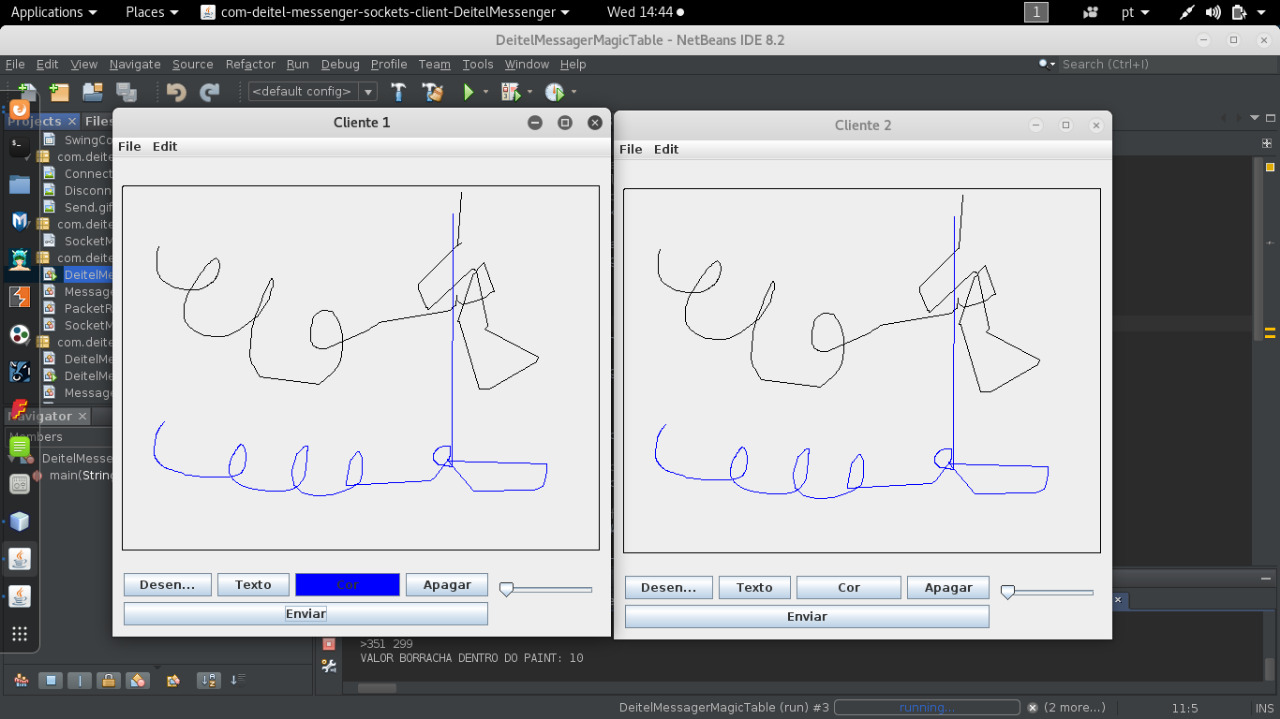 Applications Places com-deitel-messenger-sockets-client-DeitelMessenger Wed 14:44 1 pt
DeitelMessagerMagicTable - NetBeans IDE 8.2
File Edit View Navigate Source Refactor Run Debug Profile Team Tools Window Help Search (Ctrl+I)
<default config>
Projects Files
SwingCo
com.deite
Connect
Disconn
Send.gif
com.deite
SocketM
com.deite
DeitelMe
Message
PacketR
SocketM
com.deite
DeitelMe
DeitelMe
Message
Navigator
Members
DeitelMesse
main(String
Cliente 1
File Edit
Desen... Texto Cor Apagar
Enviar
Cliente 2
File Edit
Desen... Texto Cor Apagar
Enviar
>351 299
VALOR BORRACHA DENTRO DO PAINT: 10
DeitelMessagerMagicTable (run) #3 running... (2 more...) 11:5 INS